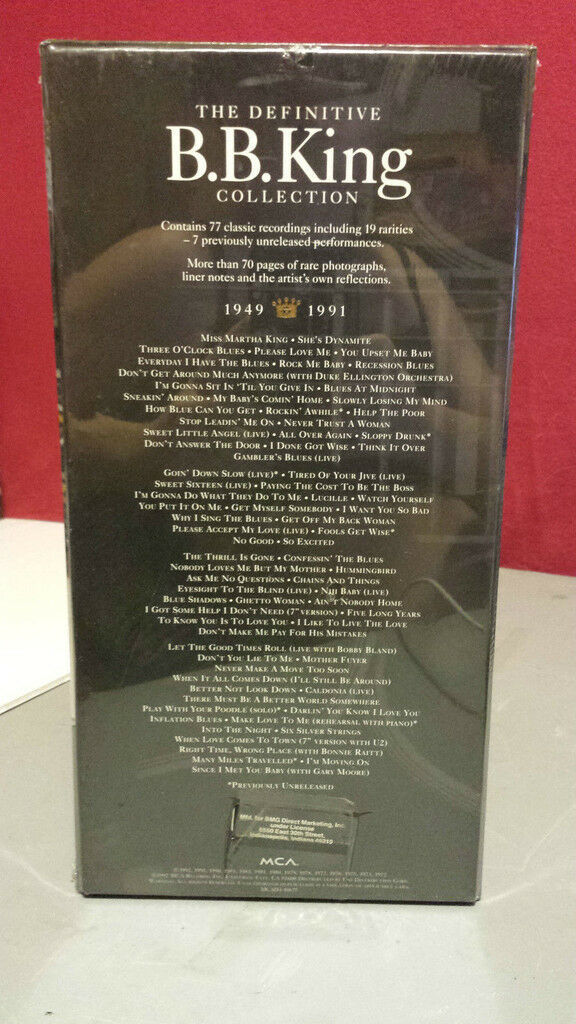 THE DEFINITIVE
B.B.King
COLLECTION
Contains 77 classic recordings including 19 rarities
– 7 previously unreleased performances.
More than 70 pages of rare photographs,
liner notes and the artist's own reflections.
1949 1991
MISS MARTHA KING • SHE'S DYNAMITE
THREE O'CLOCK BLUES • PLEASE LOVE ME • YOU UPSET ME BABY
EVERYDAY I HAVE THE BLUES • ROCK ME BABY • RECESSION BLUES
DON'T GET AROUND MUCH ANYMORE (WITH DUKE ELLINGTON ORCHESTRA)
I'M GONNA SIT IN 'TIL YOU GIVE IN • BLUES AT MIDNIGHT
SNEAKIN' AROUND • MY BABY'S COMIN' HOME • SLOWLY LOSING MY MIND
HOW BLUE CAN YOU GET • ROCKIN' AWHILE* • HELP THE POOR
STOP LEADIN' ME ON • NEVER TRUST A WOMAN
SWEET LITTLE ANGEL (LIVE) • ALL OVER AGAIN • SLOPPY DRUNK*
DON'T ANSWER THE DOOR • I DONE GOT WISE • THINK IT OVER
GAMBLER'S BLUES (LIVE)
GOIN' DOWN SLOW (LIVE)* • TIRED OF YOUR JIVE (LIVE)
SWEET SIXTEEN (LIVE) • PAYING THE COST TO BE THE BOSS
I'M GONNA DO WHAT THEY DO TO ME • LUCILLE • WATCH YOURSELF
YOU PUT IT ON ME • GET MYSELF SOMEBODY • I WANT YOU SO BAD
WHY I SING THE BLUES • GET OFF MY BACK WOMAN
PLEASE ACCEPT MY LOVE (LIVE) • FOOLS GET WISE*
NO GOOD • SO EXCITED
THE THRILL IS GONE • CONFESSIN' THE BLUES
NOBODY LOVES ME BUT MY MOTHER • HUMMINGBIRD
ASK ME NO QUESTIONS • CHAINS AND THINGS
EYESIGHT TO THE BLIND (LIVE) • NIJI BABY (LIVE)
BLUE SHADOWS • GHETTO WOMAN • AIN'T NOBODY HOME
I GOT SOME HELP I DON'T NEED (7" VERSION) • FIVE LONG YEARS
TO KNOW YOU IS TO LOVE YOU • I LIKE TO LIVE THE LOVE
DON'T MAKE ME PAY FOR HIS MISTAKES
LET THE GOOD TIMES ROLL (LIVE WITH BOBBY BLAND)
DON'T YOU LIE TO ME • MOTHER FUYER
NEVER MAKE A MOVE TOO SOON
WHEN IT ALL COMES DOWN (I'LL STILL BE AROUND)
BETTER NOT LOOK DOWN • CALDONIA (LIVE)
THERE MUST BE A BETTER WORLD SOMEWHERE
PLAY WITH YOUR POODLE (SOLO)* • DARLIN' YOU KNOW I LOVE YOU
INFLATION BLUES • MAKE LOVE TO ME (REHEARSAL WITH PIANO)*
INTO THE NIGHT • SIX SILVER STRINGS
WHEN LOVE COMES TO TOWN (7" VERSION WITH U2)
RIGHT TIME, WRONG PLACE (WITH BONNIE RAITT)
MANY MILES TRAVELLED* • I'M MOVING ON
SINCE I MET YOU BABY (WITH GARY MOORE)
*PREVIOUSLY UNRELEASED
Mfd. for BMG Direct Marketing, Inc.
under License
6550 East 30th Street,
Indianapolis, Indiana 46219
MCA